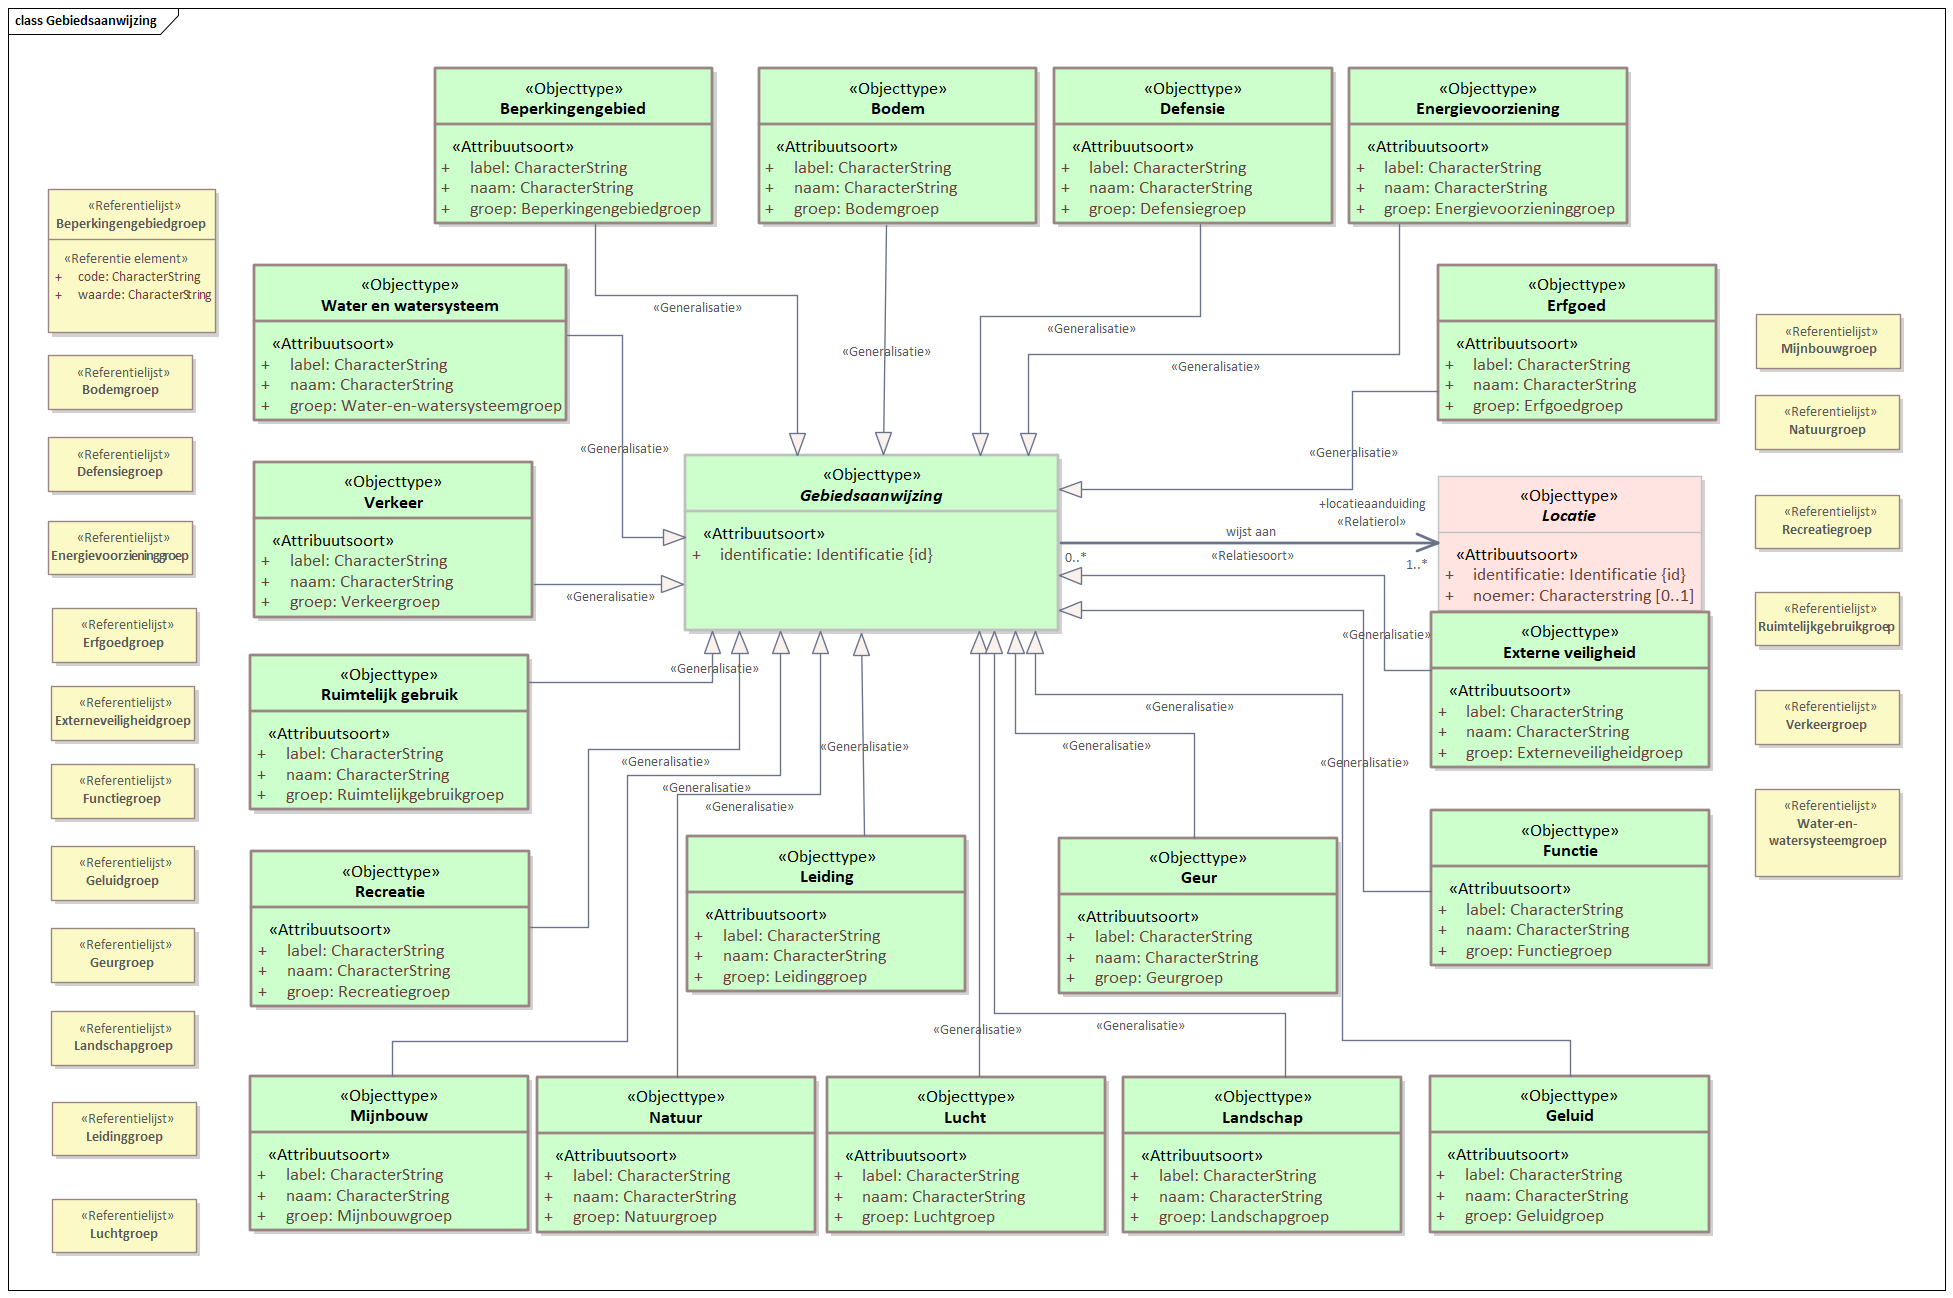 class Gebiedsaanwijzing
«Objecttype»
Beperkingengebied
«Attribuutsoort»
+ label: CharacterString
+ naam: CharacterString
+ groep: Beperkingengebiedgroep
«Objecttype»
Bodem
«Attribuutsoort»
+ label: CharacterString
+ naam: CharacterString
+ groep: Bodemgroep
«Objecttype»
Defensie
«Attribuutsoort»
+ label: CharacterString
+ naam: CharacterString
+ groep: Defensiegroep
«Objecttype»
Energievoorziening
«Attribuutsoort»
+ label: CharacterString
+ naam: CharacterString
+ groep: Energievoorzieninggroep
«Referentielijst»
Beperkingengebiedgroep
«Referentie element»
+ code: CharacterString
+ waarde: CharacterString
«Referentielijst»
Bodemgroep
«Referentielijst»
Defensiegroep
«Referentielijst»
Energievoorzieninggroep
«Referentielijst»
Erfgoedgroep
«Referentielijst»
Externeveiligheidgroep
«Referentielijst»
Functiegroep
«Referentielijst»
Geluidgroep
«Referentielijst»
Geurgroep
«Referentielijst»
Landschapgroep
«Referentielijst»
Leidinggroep
«Referentielijst»
Luchtgroep
«Objecttype»
Water en watersysteem
«Attribuutsoort»
+ label: CharacterString
+ naam: CharacterString
+ groep: Water-en-watersysteemgroep
«Generalisatie»
«Generalisatie»
«Generalisatie»
«Generalisatie»
«Objecttype»
Erfgoed
«Attribuutsoort»
+ label: CharacterString
+ naam: CharacterString
+ groep: Erfgoedgroep
«Generalisatie»
«Generalisatie»
«Objecttype»
Verkeer
«Attribuutsoort»
+ label: CharacterString
+ naam: CharacterString
+ groep: Verkeergroep
«Generalisatie»
«Objecttype»
Gebiedsaanwijzing
«Attribuutsoort»
+ identificatie: Identificatie {id}
+locatieaanduiding
«Relatierol»
wijst aan
«Relatiesoort»
0..*
1..*
«Objecttype»
Locatie
«Attribuutsoort»
+ identificatie: Identificatie {id}
+ noemer: Characterstring [0..1]
«Generalisatie»
«Objecttype»
Externe veiligheid
«Attribuutsoort»
+ label: CharacterString
+ naam: CharacterString
+ groep: Externeveiligheidgroep
«Objecttype»
Ruimtelijk gebruik
«Attribuutsoort»
+ label: CharacterString
+ naam: CharacterString
+ groep: Ruimtelijkgebruikgroep
«Generalisatie»
«Generalisatie»
«Generalisatie»
«Generalisatie»
«Generalisatie»
«Generalisatie»
«Generalisatie»
«Generalisatie»
«Generalisatie»
«Objecttype»
Functie
«Attribuutsoort»
+ label: CharacterString
+ naam: CharacterString
+ groep: Functiegroep
«Objecttype»
Recreatie
«Attribuutsoort»
+ label: CharacterString
+ naam: CharacterString
+ groep: Recreatiegroep
«Objecttype»
Leiding
«Attribuutsoort»
+ label: CharacterString
+ naam: CharacterString
+ groep: Leidinggroep
«Objecttype»
Geur
«Attribuutsoort»
+ label: CharacterString
+ naam: CharacterString
+ groep: Geurgroep
«Generalisatie»
«Generalisatie»
«Objecttype»
Mijnbouw
«Attribuutsoort»
+ label: CharacterString
+ naam: CharacterString
+ groep: Mijnbouwgroep
«Objecttype»
Natuur
«Attribuutsoort»
+ label: CharacterString
+ naam: CharacterString
+ groep: Natuurgroep
«Objecttype»
Lucht
«Attribuutsoort»
+ label: CharacterString
+ naam: CharacterString
+ groep: Luchtgroep
«Objecttype»
Landschap
«Attribuutsoort»
+ label: CharacterString
+ naam: CharacterString
+ groep: Landschapgroep
«Objecttype»
Geluid
«Attribuutsoort»
+ label: CharacterString
+ naam: CharacterString
+ groep: Geluidgroep
«Referentielijst»
Mijnbouwgroep
«Referentielijst»
Natuurgroep
«Referentielijst»
Recreatiegroep
«Referentielijst»
Ruimtelijkgebruikgroep
«Referentielijst»
Verkeergroep
«Referentielijst»
Water-en-
watersysteemgroep